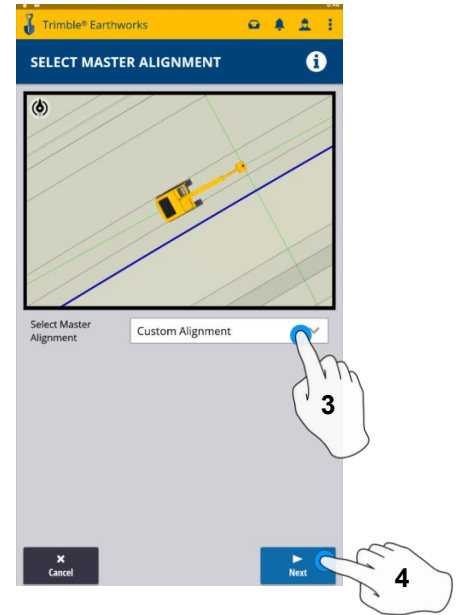 Trimble® Earthworks
SELECT MASTER ALIGNMENT
Select Master
Alignment
Custom Alignment
3
Cancel
Next
4